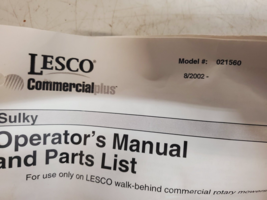 LESCO
Commercialplus
Model #: 021560
8/2002 -
Sulky
Operator's Manual
and Parts List
For use only on LESCO walk-behind commercial rotary mowers